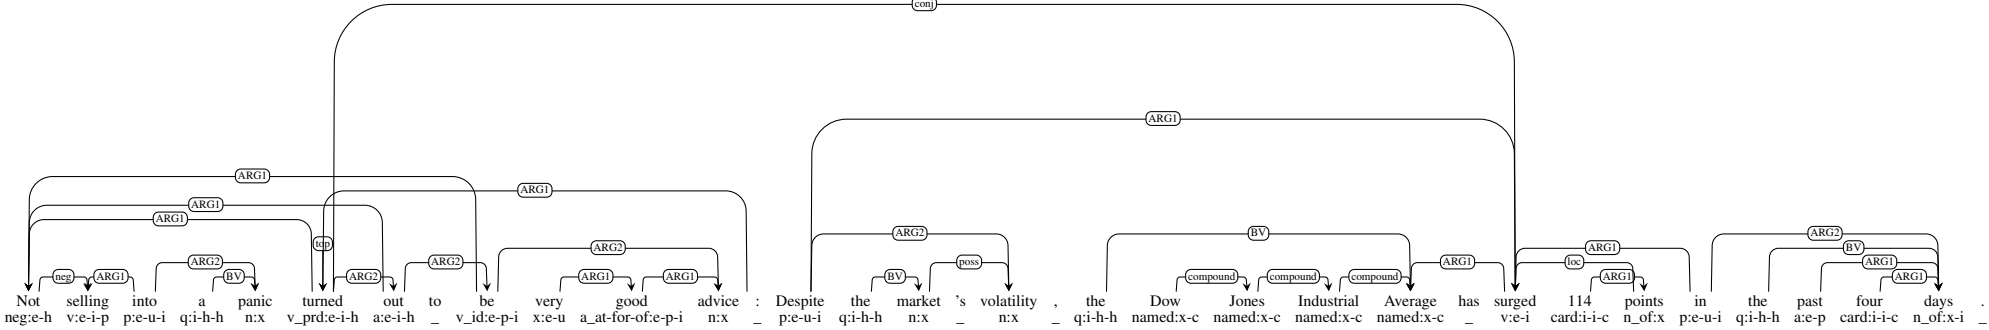 conj
ARG1
ARG1
ARG1
ARG1
ARG1
ARG2 BV ARG2
top ARG2 ARG1 BV
ARG2 ARG2 poss ARG1 loc ARG1
neg ARG1 BV ARG2 ARG1 ARG1 BV compound compound compound ARG1 ARG1
Not selling into a panic turned out to be very good advice : Despite the market 's volatility , the Dow Jones Industrial Average has surged 114 points in the past four days .
neg:e-h v:e-i-p p:e-u-i q:i-h-h n:x v_prd:e-i-h a:e-i-h _ v_id:e-p-i x:e-u a_at-for-of:e-p-i n:x _ p:e-u-i q:i-h-h n:x _ n:x _ q:i-h-h named:x-c named:x-c named:x-c named:x-c _ v:e-i card:i-i-c n_of:x p:e-u-i q:i-h-h a:e-p card:i-i-c n_of:x-i _